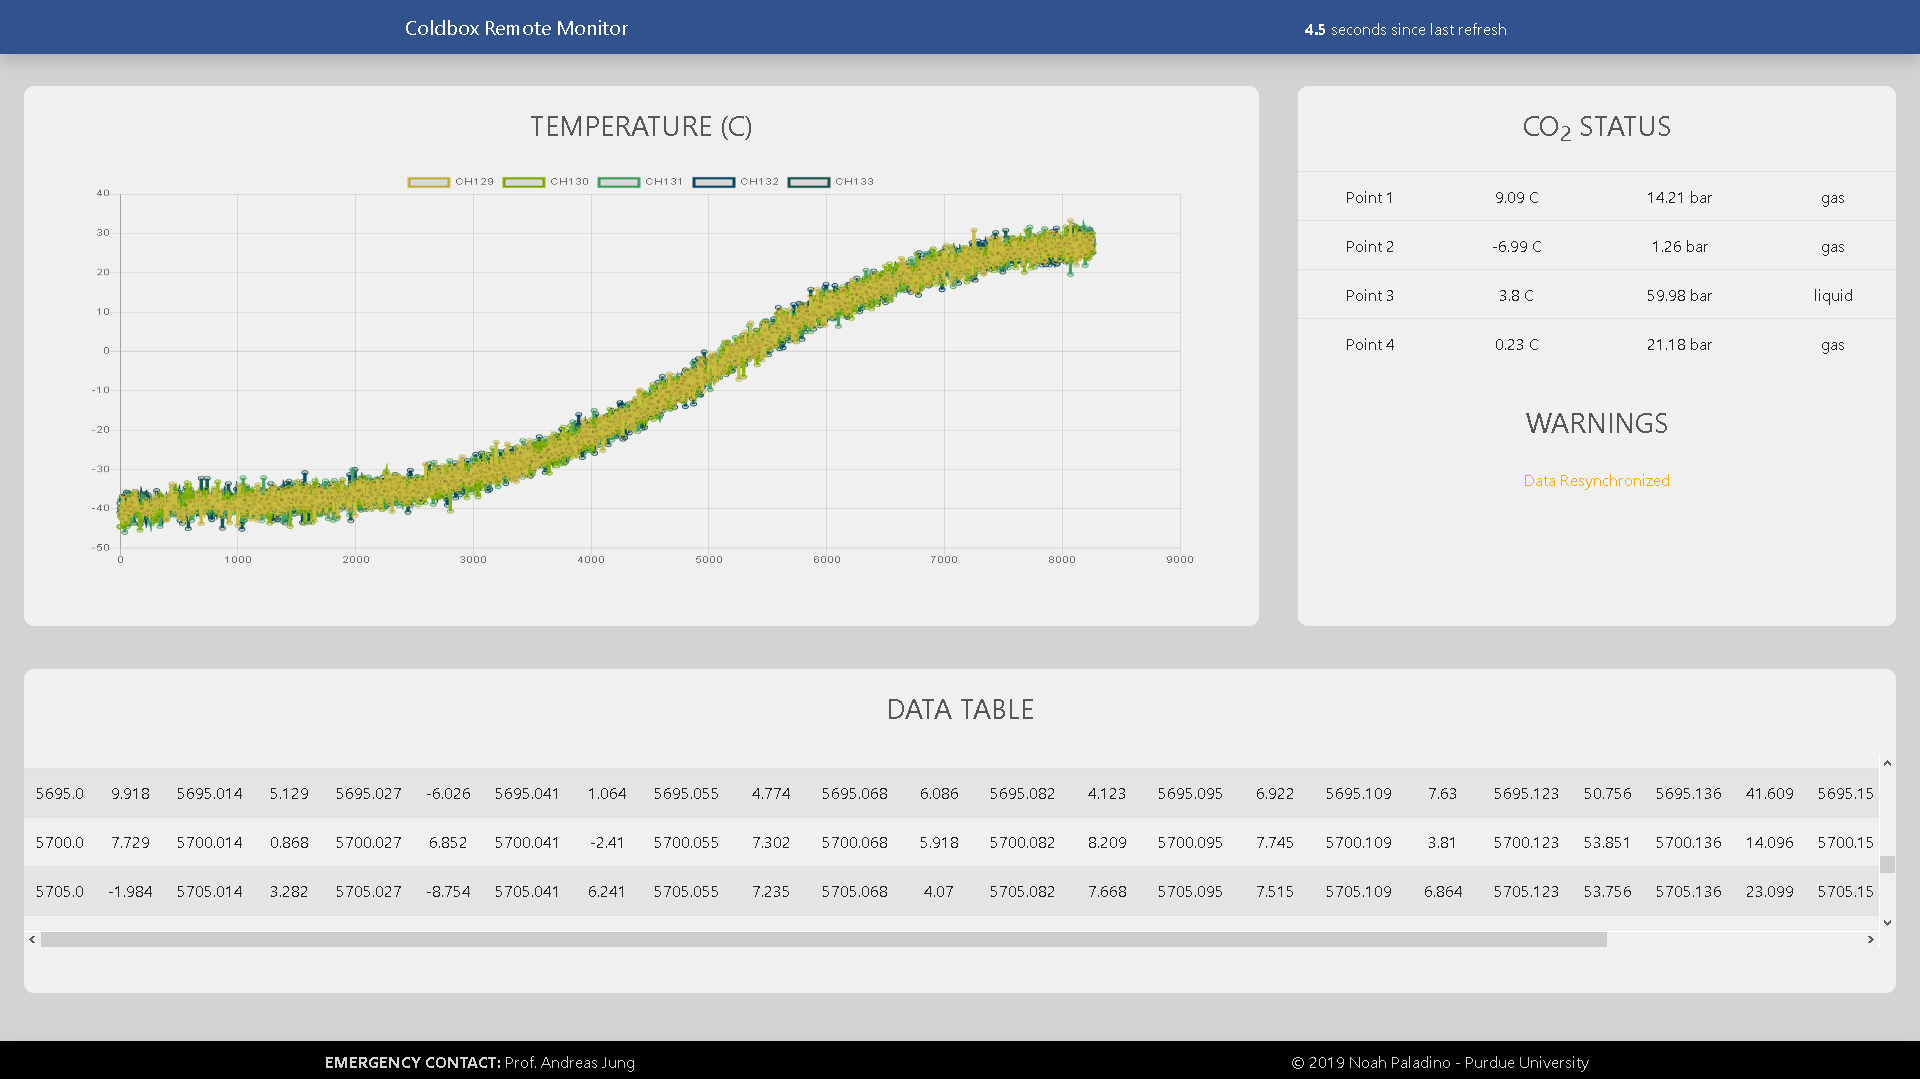 Coldbox Remote Monitor
4.5 seconds since last refresh
TEMPERATURE (C)
CH129 CH130 CH131 CH132 CH133
40
30
20
10
0
-10
-20
-30
-40
-50
0 1000 2000 3000 4000 5000 6000 7000 8000 9000
CO2 STATUS
Point 1 9.09 C 14.21 bar gas
Point 2 -6.99 C 1.26 bar gas
Point 3 3.8 C 59.98 bar liquid
Point 4 0.23 C 21.18 bar gas
WARNINGS
Data Resynchronized
DATA TABLE
5695.0 9.918 5695.014 5.129 5695.027 -6.026 5695.041 1.064 5695.055 4.774 5695.068 6.086 5695.082 4.123 5695.095 6.922 5695.109 7.63 5695.123 50.756 5695.136 41.609 5695.15
5700.0 7.729 5700.014 0.868 5700.027 6.852 5700.041 -2.41 5700.055 7.302 5700.068 5.918 5700.082 8.209 5700.095 7.745 5700.109 3.81 5700.123 53.851 5700.136 14.096 5700.15
5705.0 -1.984 5705.014 3.282 5705.027 -8.754 5705.041 6.241 5705.055 7.235 5705.068 4.07 5705.082 7.668 5705.095 7.515 5705.109 6.864 5705.123 53.756 5705.136 23.099 5705.15
EMERGENCY CONTACT: Prof. Andreas Jung
© 2019 Noah Paladino - Purdue University